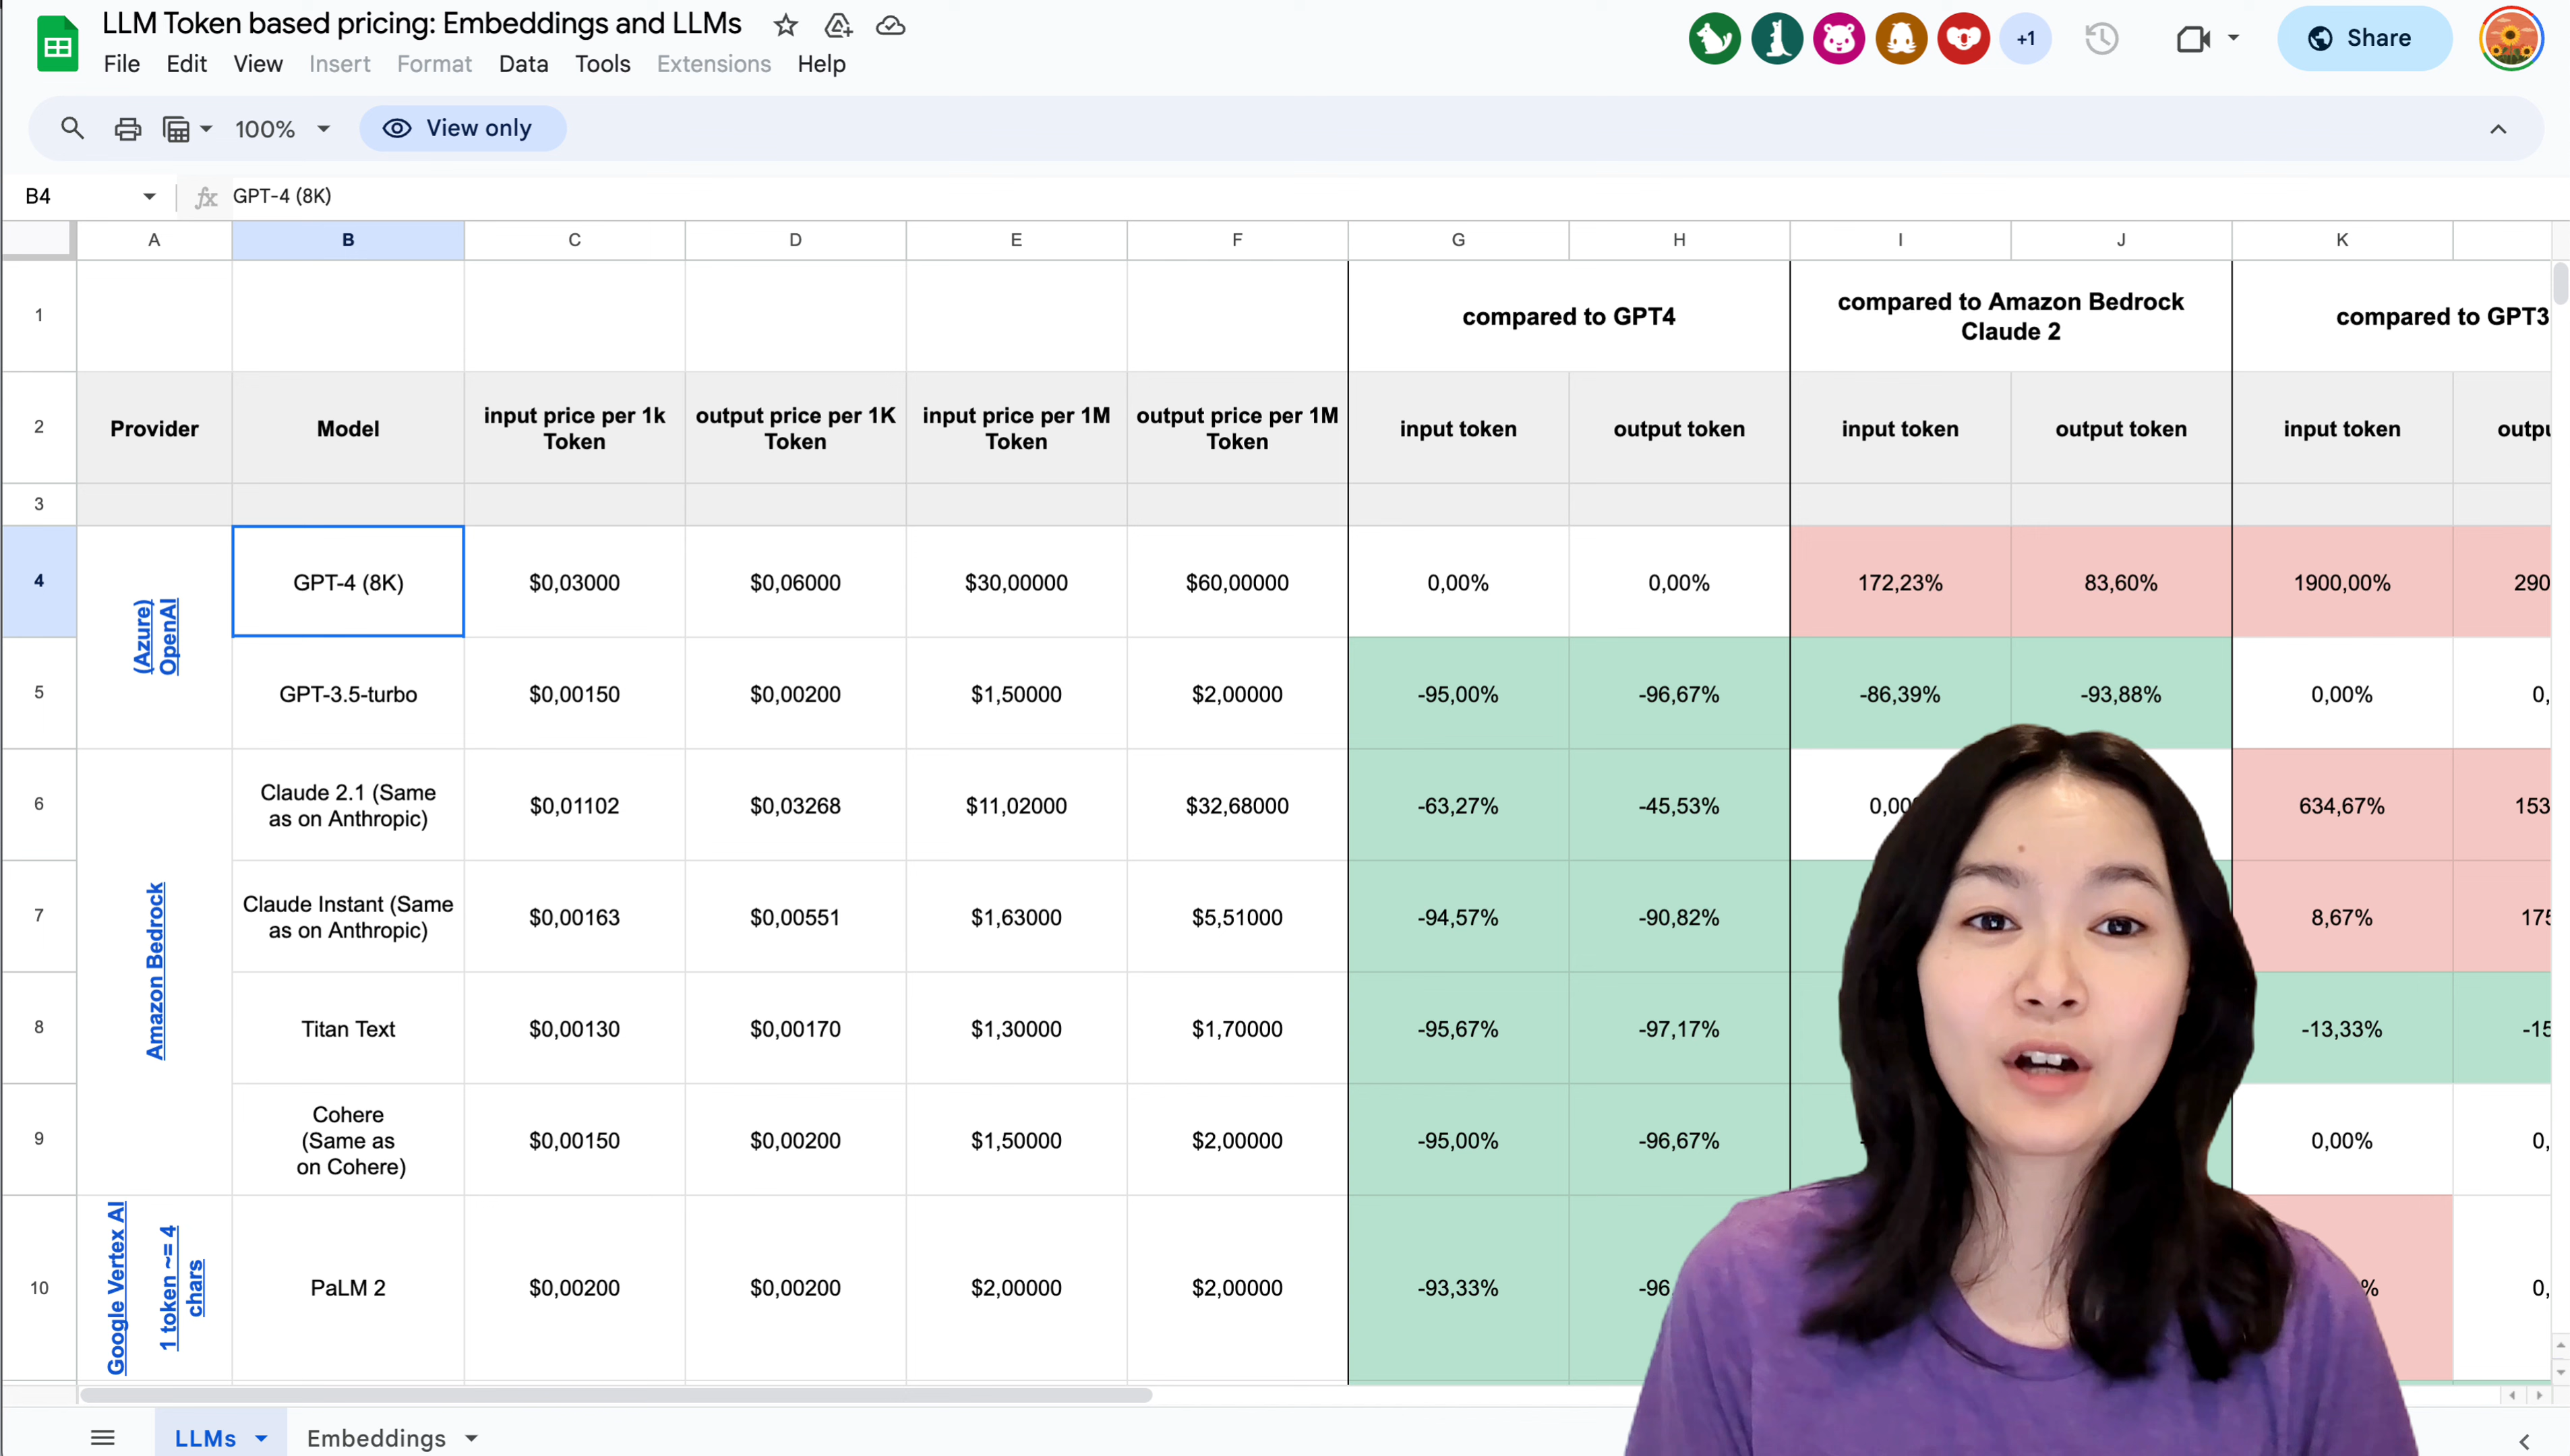 LLM Token based pricing: Embeddings and LLMs
File Edit View Insert Format Data Tools Extensions Help
+1
Share
100%
View only
B4
GPT-4 (8K)
A B C D E F G H I J K
1
compared to GPT4
compared to Amazon Bedrock
Claude 2
compared to GPT3
2
Provider
Model
input price per 1k
Token
output price per 1K
Token
input price per 1M
Token
output price per 1M
Token
input token
output token
input token
output token
input token
outpu
3
(Azure)
OpenAI
4 GPT-4 (8K) $0,03000 $0,06000 $30,00000 $60,00000 0,00% 0,00% 172,23% 83,60% 1900,00% 290
5 GPT-3.5-turbo $0,00150 $0,00200 $1,50000 $2,00000 -95,00% -96,67% -86,39% -93,88% 0,00% 0,
Amazon Bedrock
6
Claude 2.1 (Same
as on Anthropic)
$0,01102 $0,03268 $11,02000 $32,68000 -63,27% -45,53% 0,00 634,67% 153
7
Claude Instant (Same
as on Anthropic)
$0,00163 $0,00551 $1,63000 $5,51000 -94,57% -90,82% 8,67% 175
8 Titan Text $0,00130 $0,00170 $1,30000 $1,70000 -95,67% -97,17% -13,33% -15
9
Cohere
(Same as
on Cohere)
$0,00150 $0,00200 $1,50000 $2,00000 -95,00% -96,67% 0,00% 0,
Google Vertex AI
1 token ~= 4
chars
10 PaLM 2 $0,00200 $0,00200 $2,00000 $2,00000 -93,33% -96 % 0,
LLMs
Embeddings